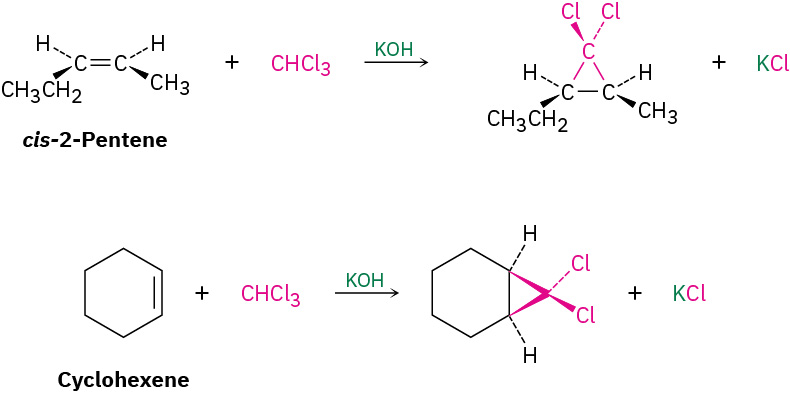 Cl Cl
H H KOH C
C=C + CHCl3 H H + KCl
CH3CH2 CH3 C C
CH3CH2 CH3
cis-2-Pentene
H
Cl
+ CHCl3 KOH + KCl
Cl
H
Cyclohexene